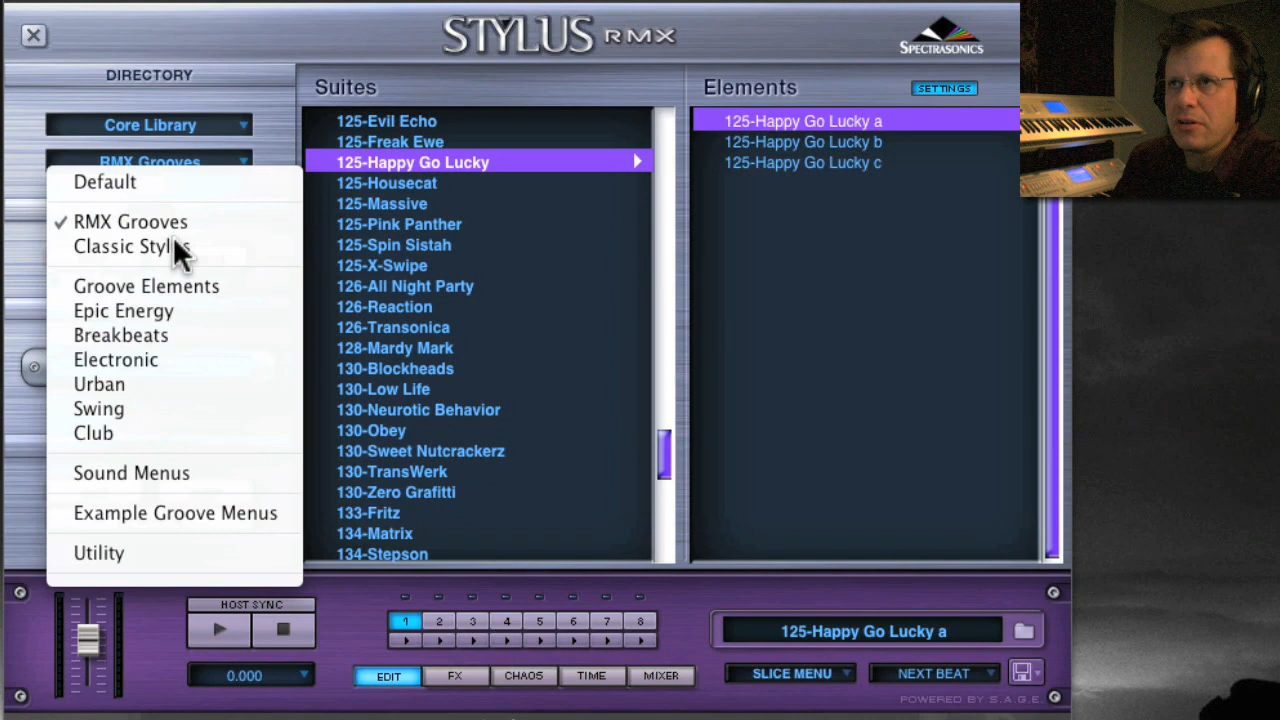 STYLUS RMX
SPECTRASONICS
DIRECTORY
Core Library
RMX Grooves
Default
RMX Grooves
Classic Stylus
Groove Elements
Epic Energy
Breakbeats
Electronic
Urban
Swing
Club
Sound Menus
Example Groove Menus
Utility
Suites
125-Evil Echo
125-Freak Ewe
125-Happy Go Lucky
125-Housecat
125-Massive
125-Pink Panther
125-Spin Sistah
125-X-Swipe
126-All Night Party
126-Reaction
126-Transonica
128-Mardy Mark
130-Blockheads
130-Low Life
130-Neurotic Behavior
130-Obey
130-Sweet Nutcrackerz
130-TransWerk
130-Zero Grafitti
133-Fritz
134-Matrix
134-Stepson
Elements
SETTINGS
125-Happy Go Lucky a
125-Happy Go Lucky b
125-Happy Go Lucky c
HOST SYNC
0.000
1 2 3 4 5 6 7 8
EDIT FX CHAOS TIME MIXER
125-Happy Go Lucky a
SLICE MENU NEXT BEAT
POWERED BY S.A.G.E.